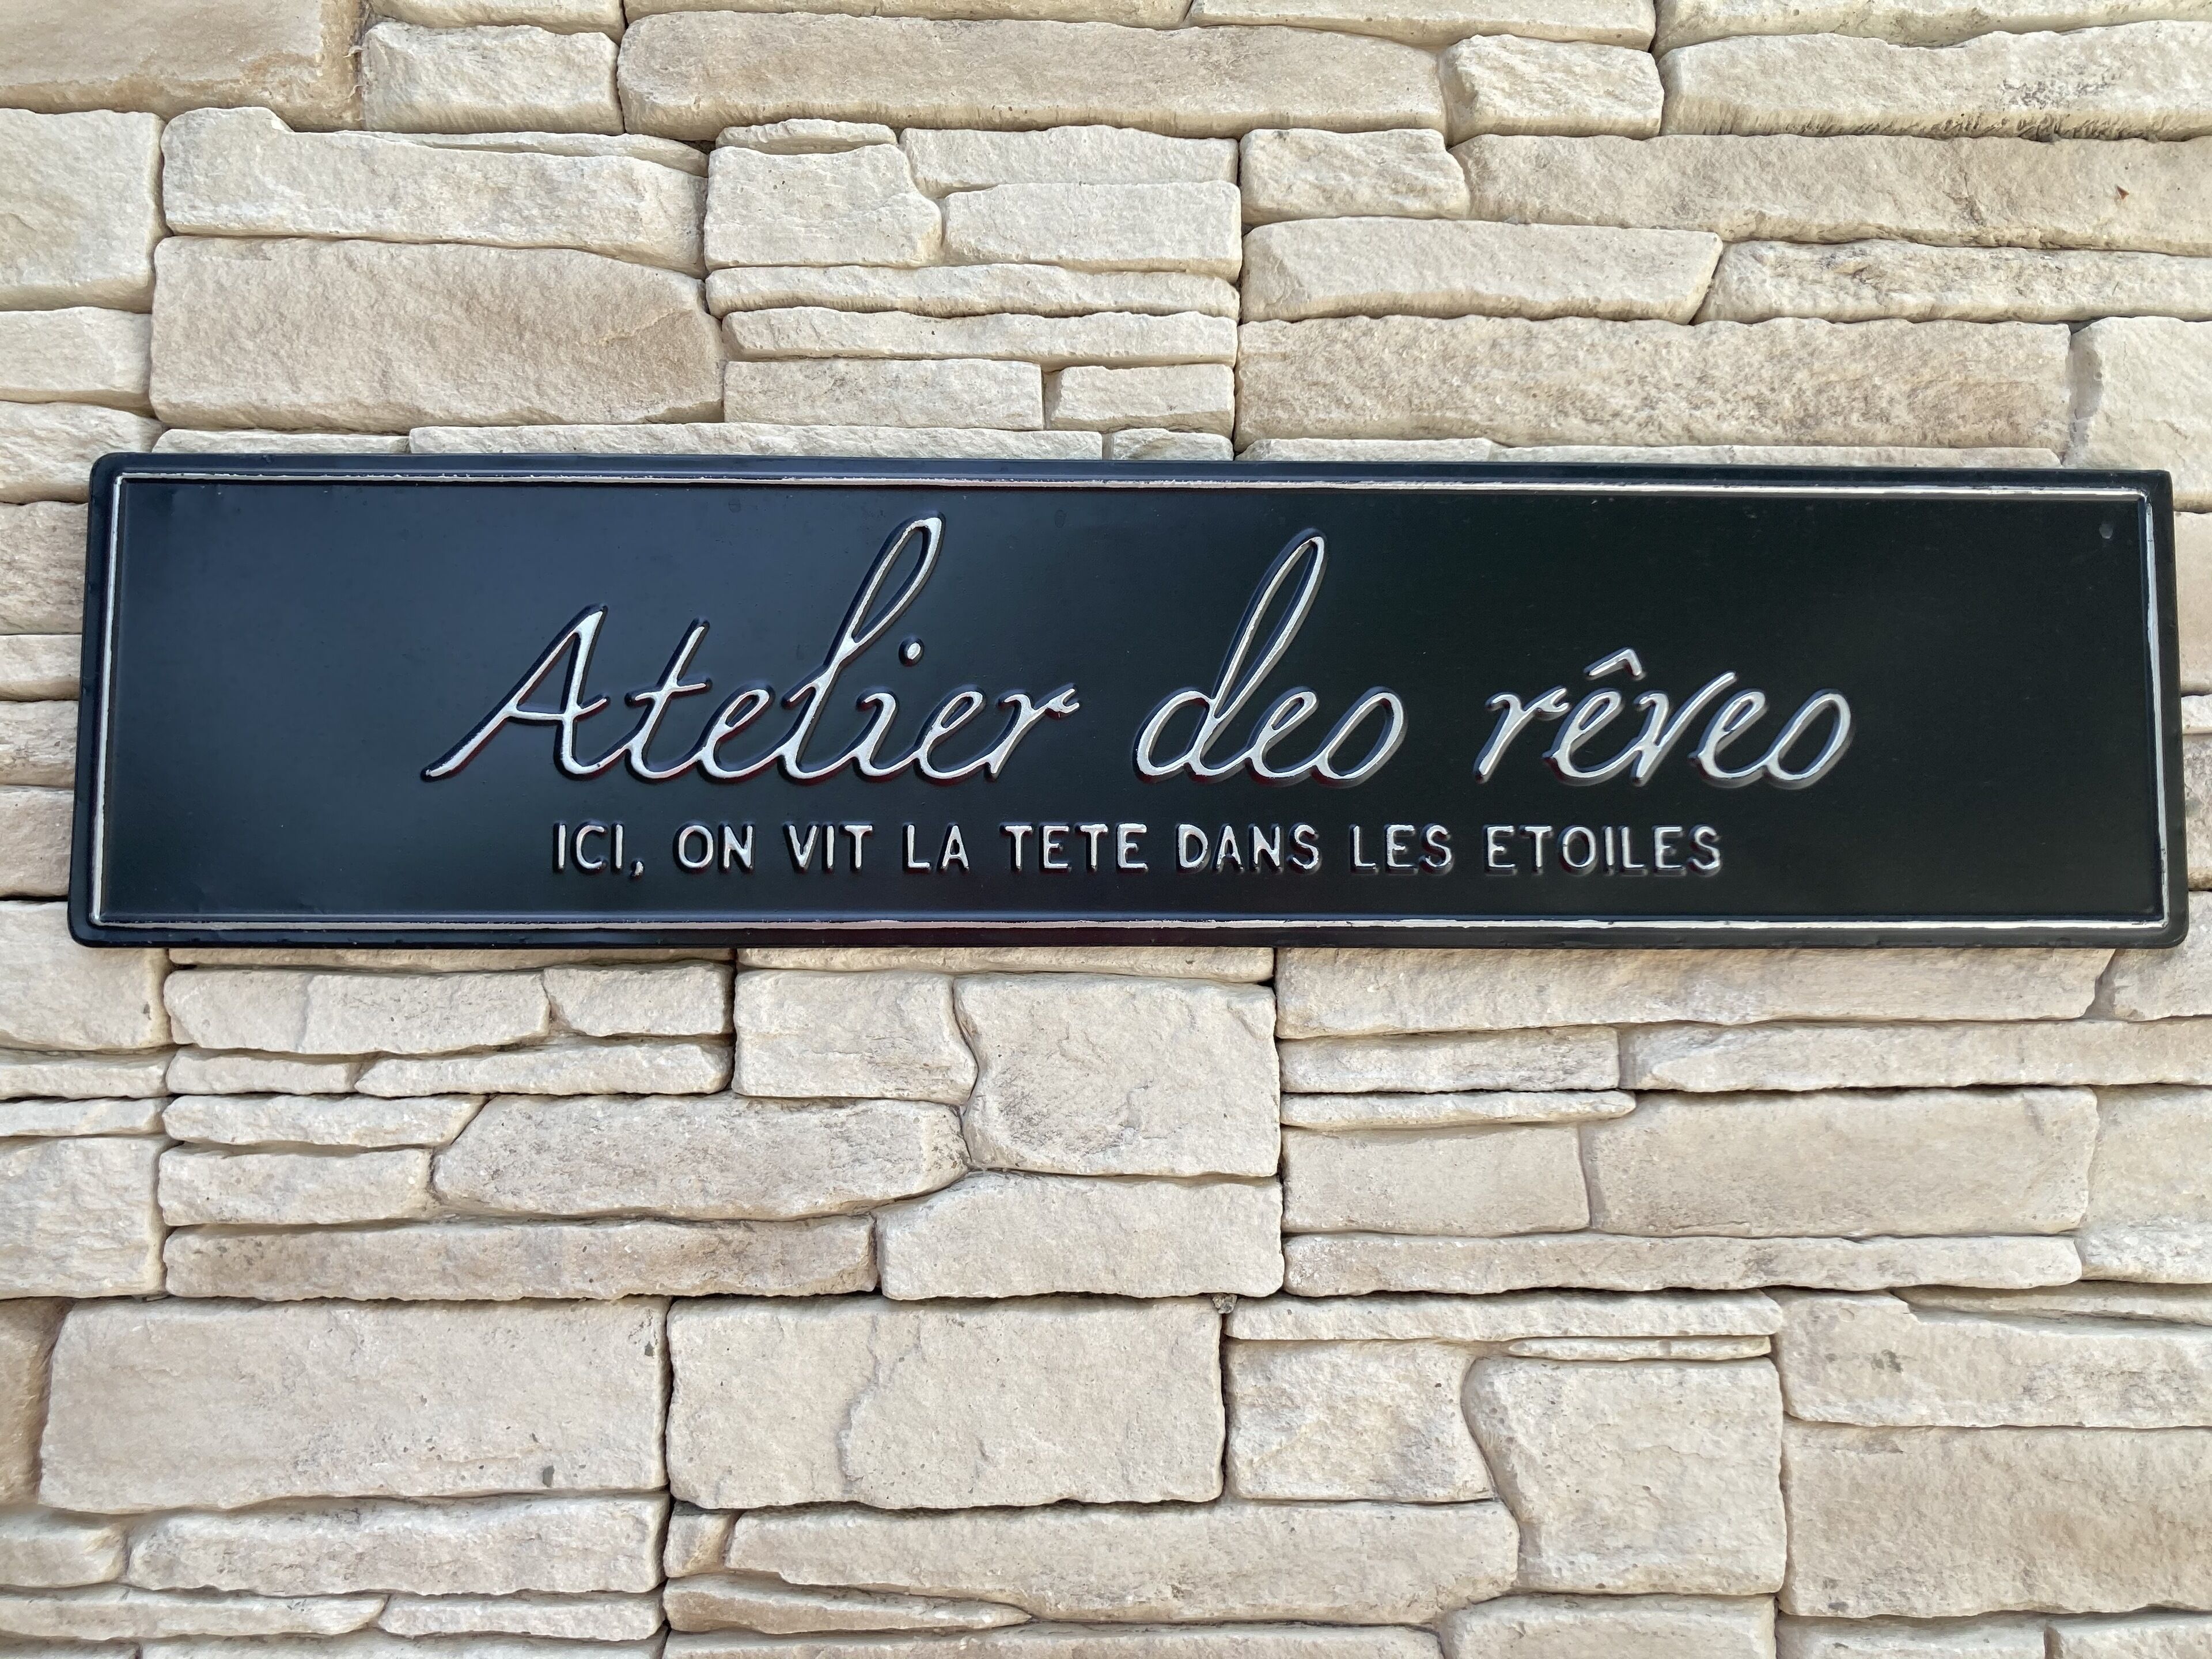 Atelier des rêves
ICI, ON VIT LA TETE DANS LES ETOILES